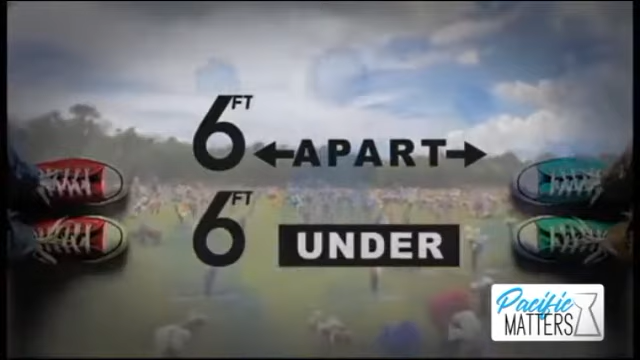 6FT
APART
6FT
UNDER
Pacific
MATTERS